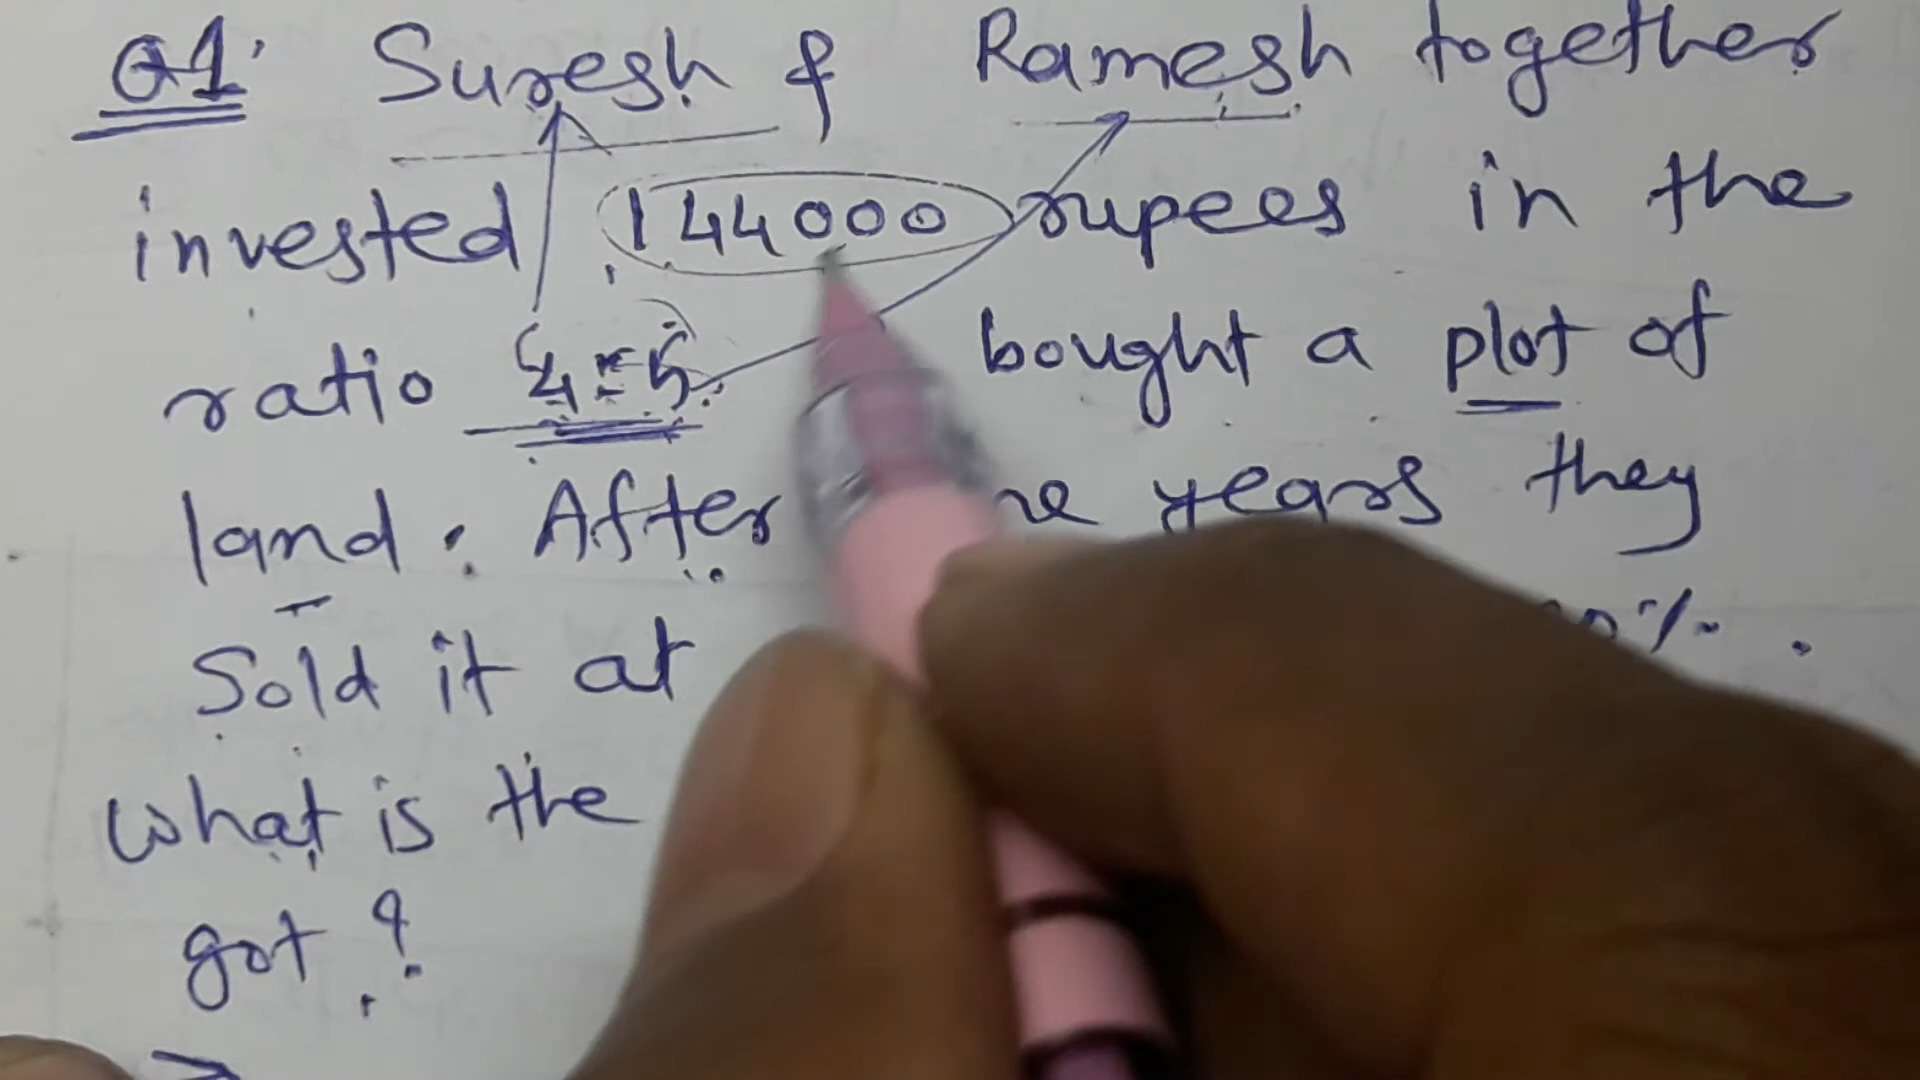 Q1. Suresh & Ramesh together
invested 144000 rupees in the
ratio 4:5 bought a plot of
land. After years they
Sold it at
what is the
got?